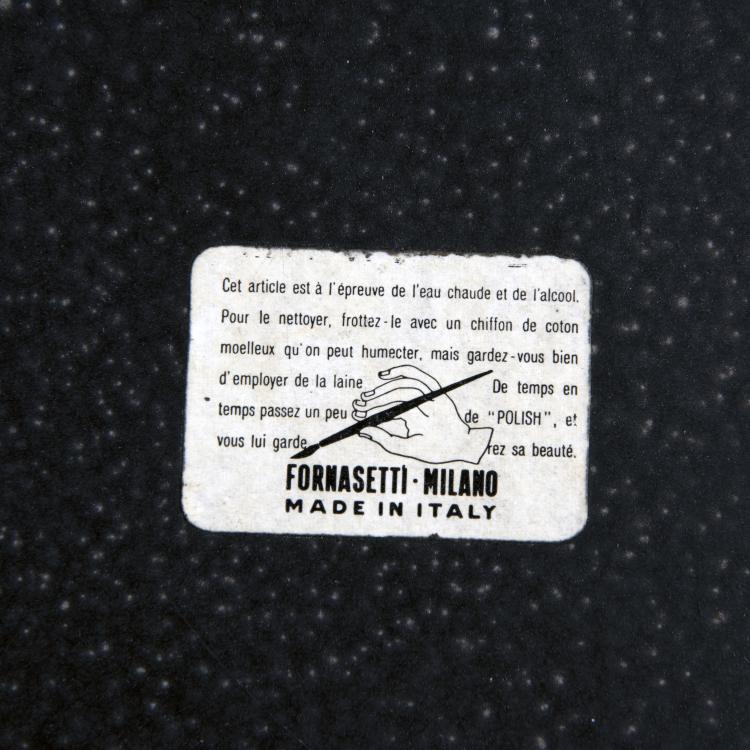 Cet article est à l'épreuve de l'eau chaude et de l'alcool.
Pour le nettoyer, frottez-le avec un chiffon de coton
moelleux qu'on peut humecter, mais gardez-vous bien
d'employer de la laine De temps en
temps passez un peu de "POLISH", et
vous lui garde rez sa beauté.
FORNASETTI · MILANO
MADE IN ITALY